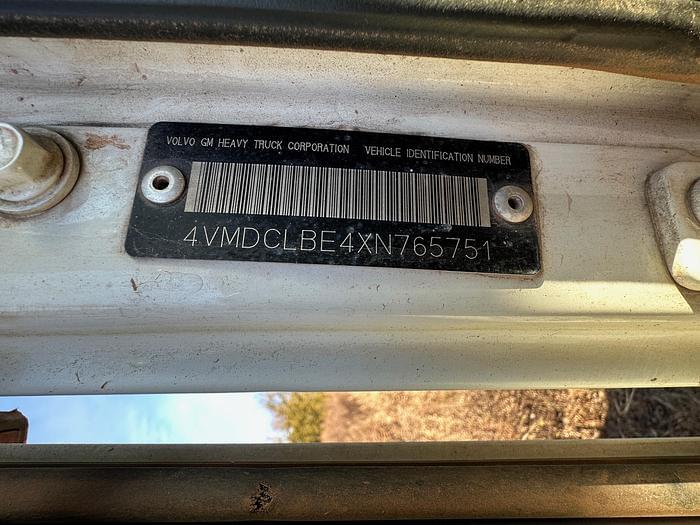 VOLVO GM HEAVY TRUCK CORPORATION VEHICLE IDENTIFICATION NUMBER
4VMDCLBE4XN765751